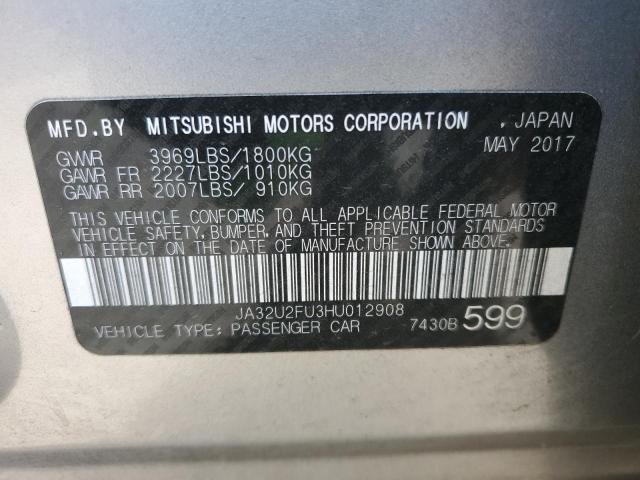 MFD.BY MITSUBISHI MOTORS CORPORATION , JAPAN
GVWR 3969LBS/1800KG MAY 2017
GAWR FR 2227LBS/1010KG
GAWR RR 2007LBS/ 910KG
THIS VEHICLE CONFORMS TO ALL APPLICABLE FEDERAL MOTOR
VEHICLE SAFETY,BUMPER,AND THEFT PREVENTION STANDARDS
IN EFFECT ON THE DATE OF MANUFACTURE SHOWN ABOVE.
JA32U2FU3HU012908
VEHICLE TYPE: PASSENGER CAR 7430B 599